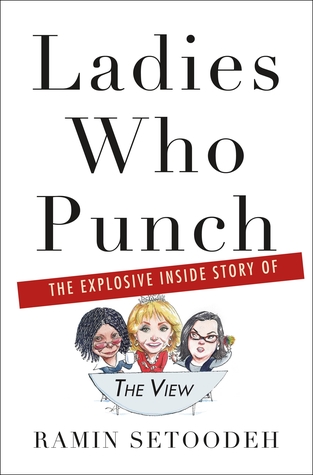 Ladies
Who
Punch
THE EXPLOSIVE INSIDE STORY OF
THE VIEW
RAMIN SETOODEH